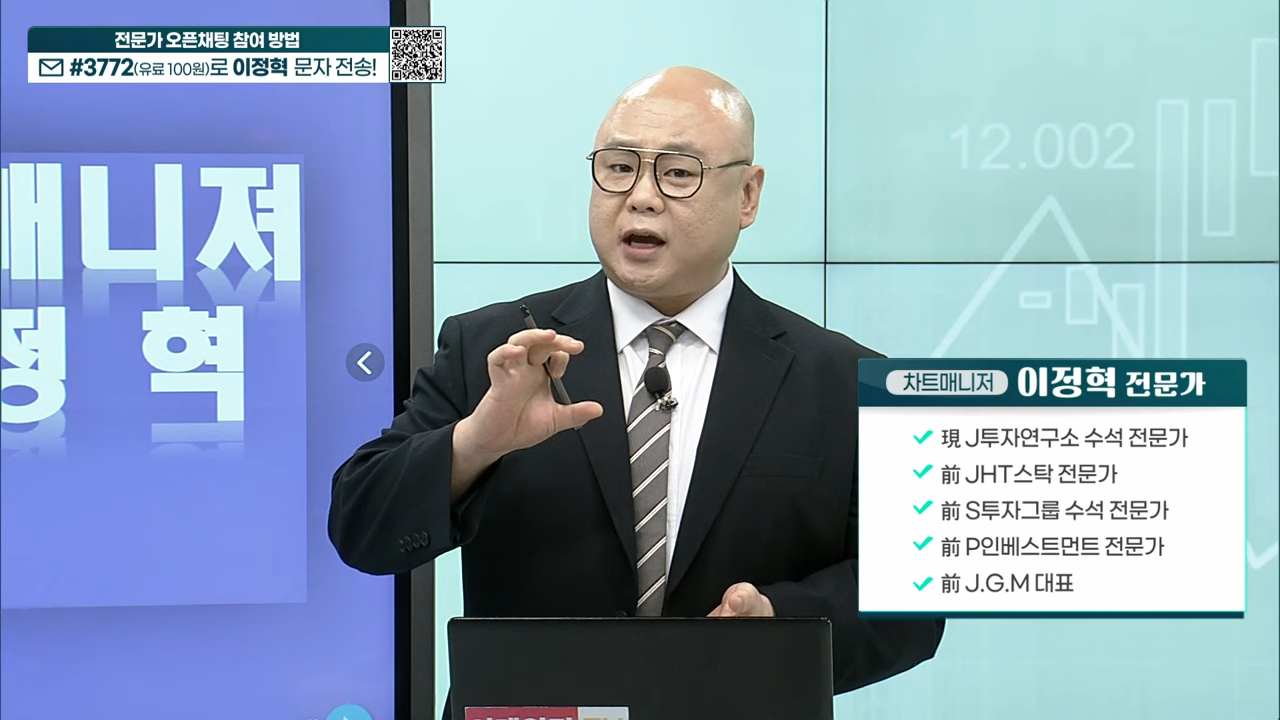 전문가 오픈채팅 참여 방법
#3772(유료 100원)로 이정혁 문자 전송!
매니저
정 혁
12.002
차트매니저 이정혁 전문가
現 J투자연구소 수석 전문가
前 JHT스탁 전문가
前 S투자그룹 수석 전문가
前 P인베스트먼트 전문가
前 J.G.M 대표